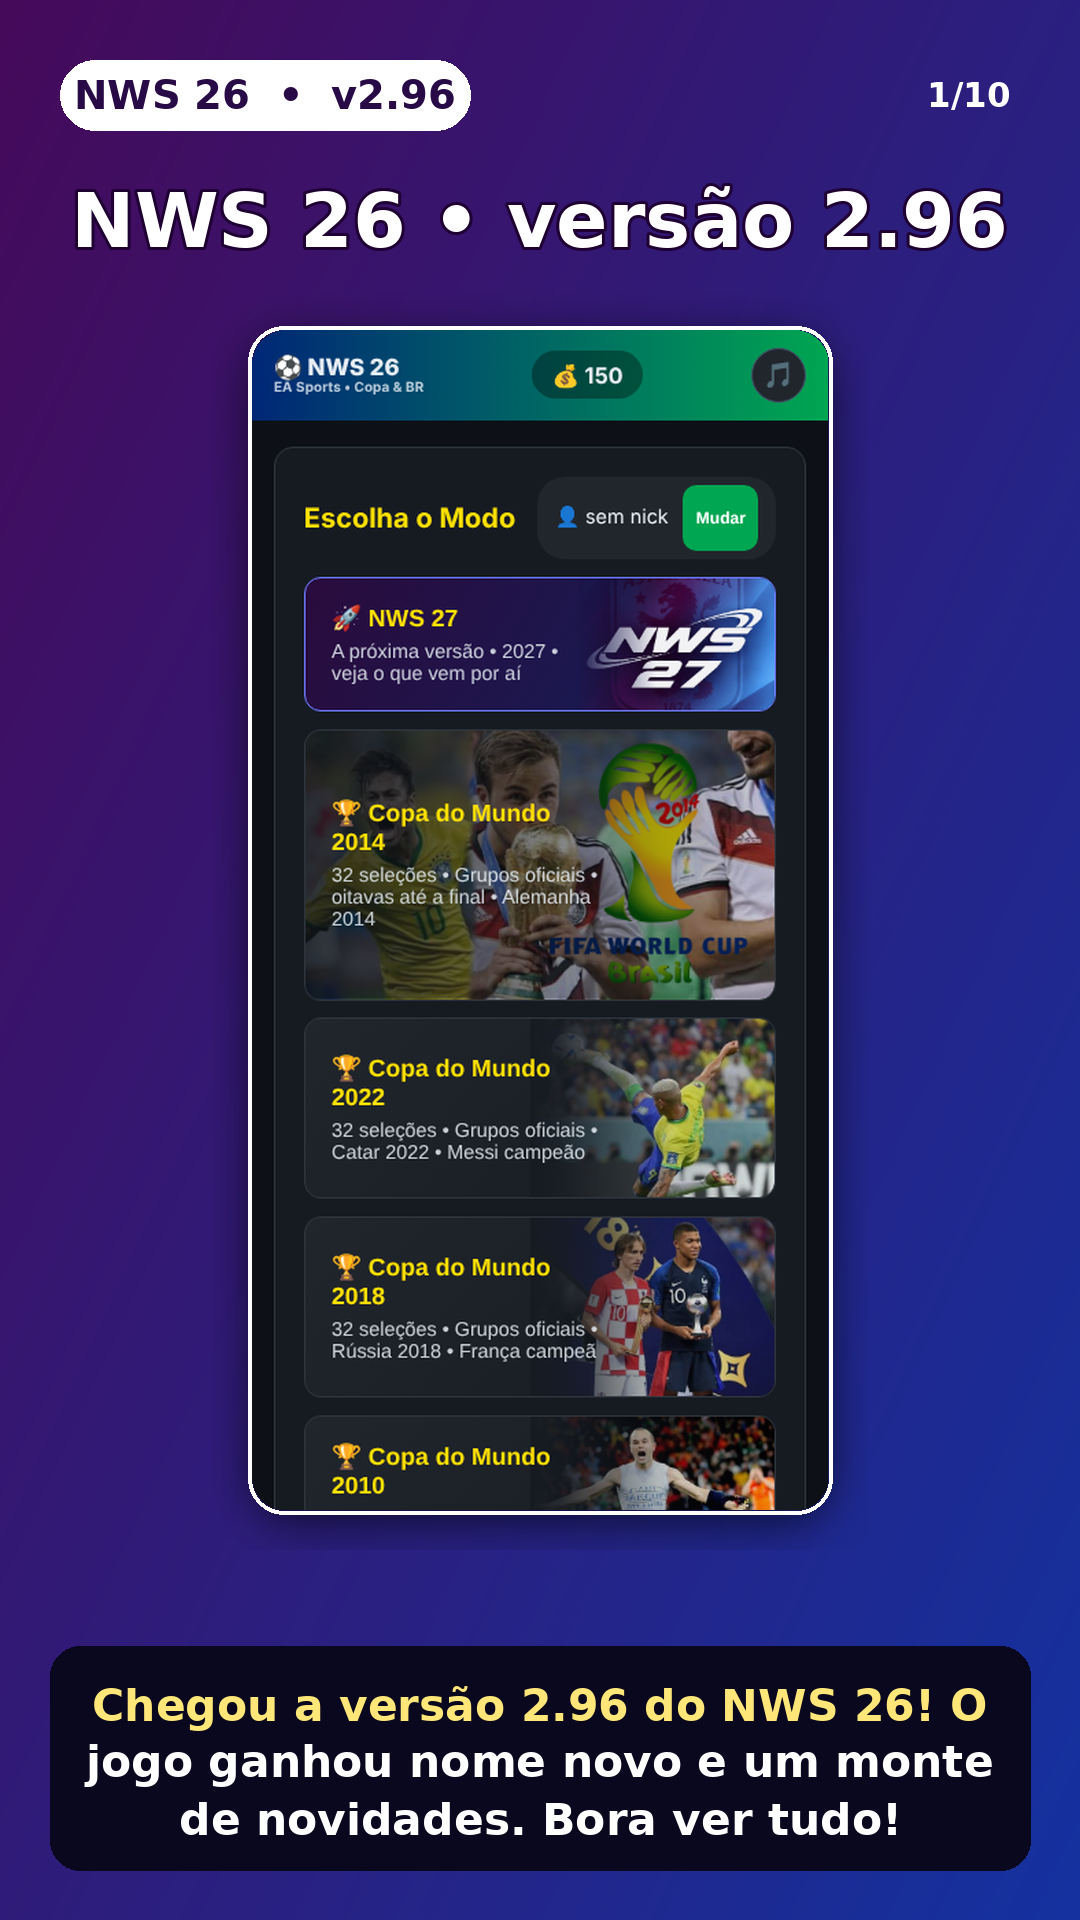 NWS 26 • v2.96
1/10
NWS 26 • versão 2.96
⚽ NWS 26
EA Sports • Copa & BR
💰 150
🎵
Escolha o Modo
👤 sem nick
Mudar
🚀 NWS 27
A próxima versão • 2027 •
veja o que vem por aí
NWS
27
1874
🏆 Copa do Mundo
2014
32 seleções • Grupos oficiais •
oitavas até a final • Alemanha
2014
2014
10
FIFA WORLD CUP
Brasil
🏆 Copa do Mundo
2022
32 seleções • Grupos oficiais •
Catar 2022 • Messi campeão
🏆 Copa do Mundo
2018
32 seleções • Grupos oficiais •
Rússia 2018 • França campeã
18
10
10
🏆 Copa do Mundo
2010
Chegou a versão 2.96 do NWS 26! O
jogo ganhou nome novo e um monte
de novidades. Bora ver tudo!